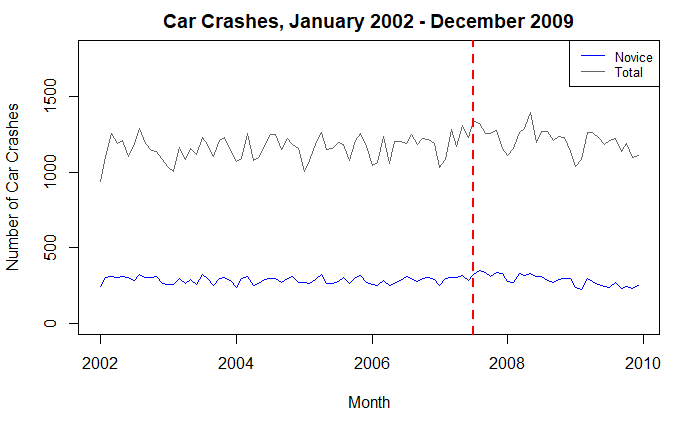 Car Crashes, January 2002 - December 2009
Novice
Total
Number of Car Crashes
1500
1000
500
0
2002 2004 2006 2008 2010
Month